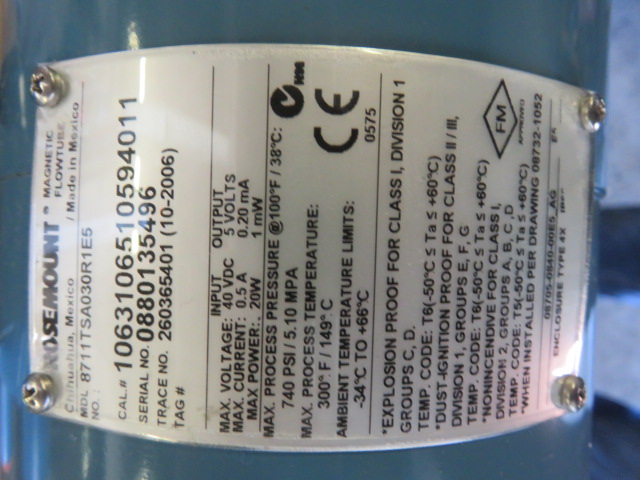 ROSEMOUNT ® MAGNETIC FLOWTUBE
Chihuahua, Mexico / Made in Mexico
MDL NO.: 8711TSA030R1E5
CAL.# 1063106510594011
SERIAL NO. 0880135496
TRACE NO. 260365401 (10-2006)
TAG #
INPUT OUTPUT
MAX. VOLTAGE: 40 VDC 5 VOLTS
MAX. CURRENT: 0.5 A 0.20 mA
MAX POWER: 20W 1 mW
MAX. PROCESS PRESSURE @100°F / 38°C:
740 PSI / 5.10 MPA
MAX. PROCESS TEMPERATURE:
300° F / 149° C
AMBIENT TEMPERATURE LIMITS:
-34°C TO +66°C
N96
CE
0575
*EXPLOSION PROOF FOR CLASS I, DIVISION 1
GROUPS C, D.
TEMP. CODE: T6(-50°C ≤ Ta ≤ +60°C)
*DUST-IGNITION PROOF FOR CLASS II / III,
DIVISION 1, GROUPS E, F, G
TEMP. CODE: T6(-50°C ≤ Ta ≤ +60°C)
*NONINCENDIVE FOR CLASS I,
DIVISION 2, GROUPS A, B, C ,D
TEMP. CODE: T5(-50°C ≤ Ta ≤ +60°C)
*WHEN INSTALLED PER DRAWING 08732-1052
FM
APPROVED
08705-0840-00E5 AG
ENCLOSURE TYPE 4X